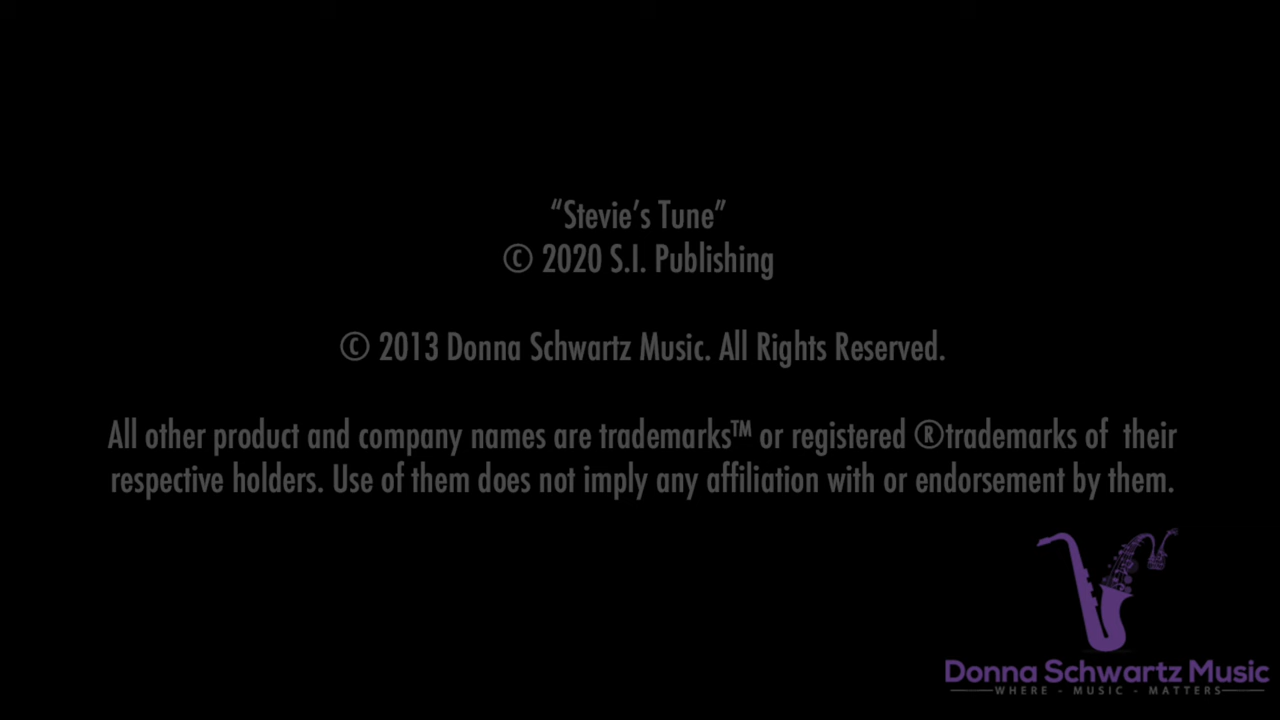 “Stevie’s Tune”
© 2020 S.I. Publishing
© 2013 Donna Schwartz Music. All Rights Reserved.
All other product and company names are trademarks™ or registered ®trademarks of  their
respective holders. Use of them does not imply any affiliation with or endorsement by them.
Donna Schwartz Music
WHERE - MUSIC - MATTERS